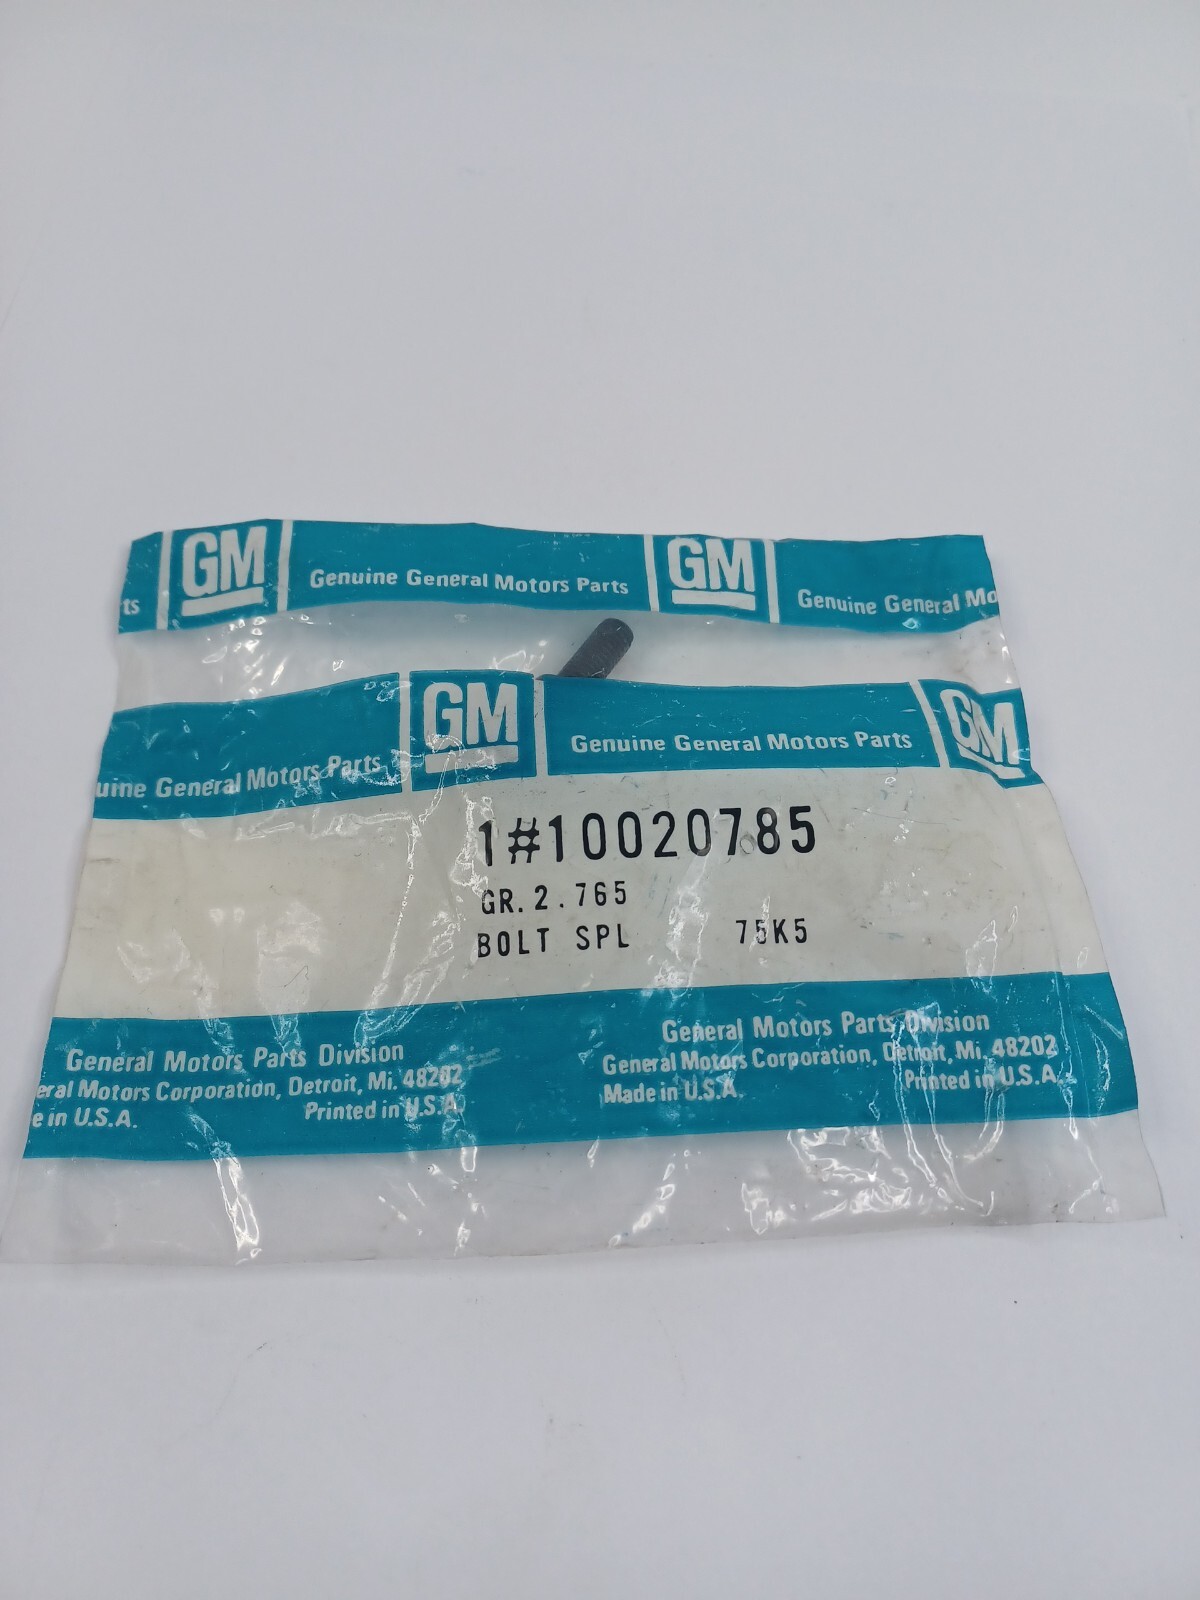 ts GM Genuine General Motors Parts GM Genuine General Mo
uine General Motors Parts GM Genuine General Motors Parts GM
1#10020785
GR.2.765
BOLT SPL 75K5
General Motors Parts Division
eral Motors Corporation, Detroit, Mi. 48202
e in U.S.A. Printed in U.S.A.
General Motors Parts Division
General Motors Corporation, Detroit, Mi. 48202
Made in U.S.A. Printed in U.S.A.